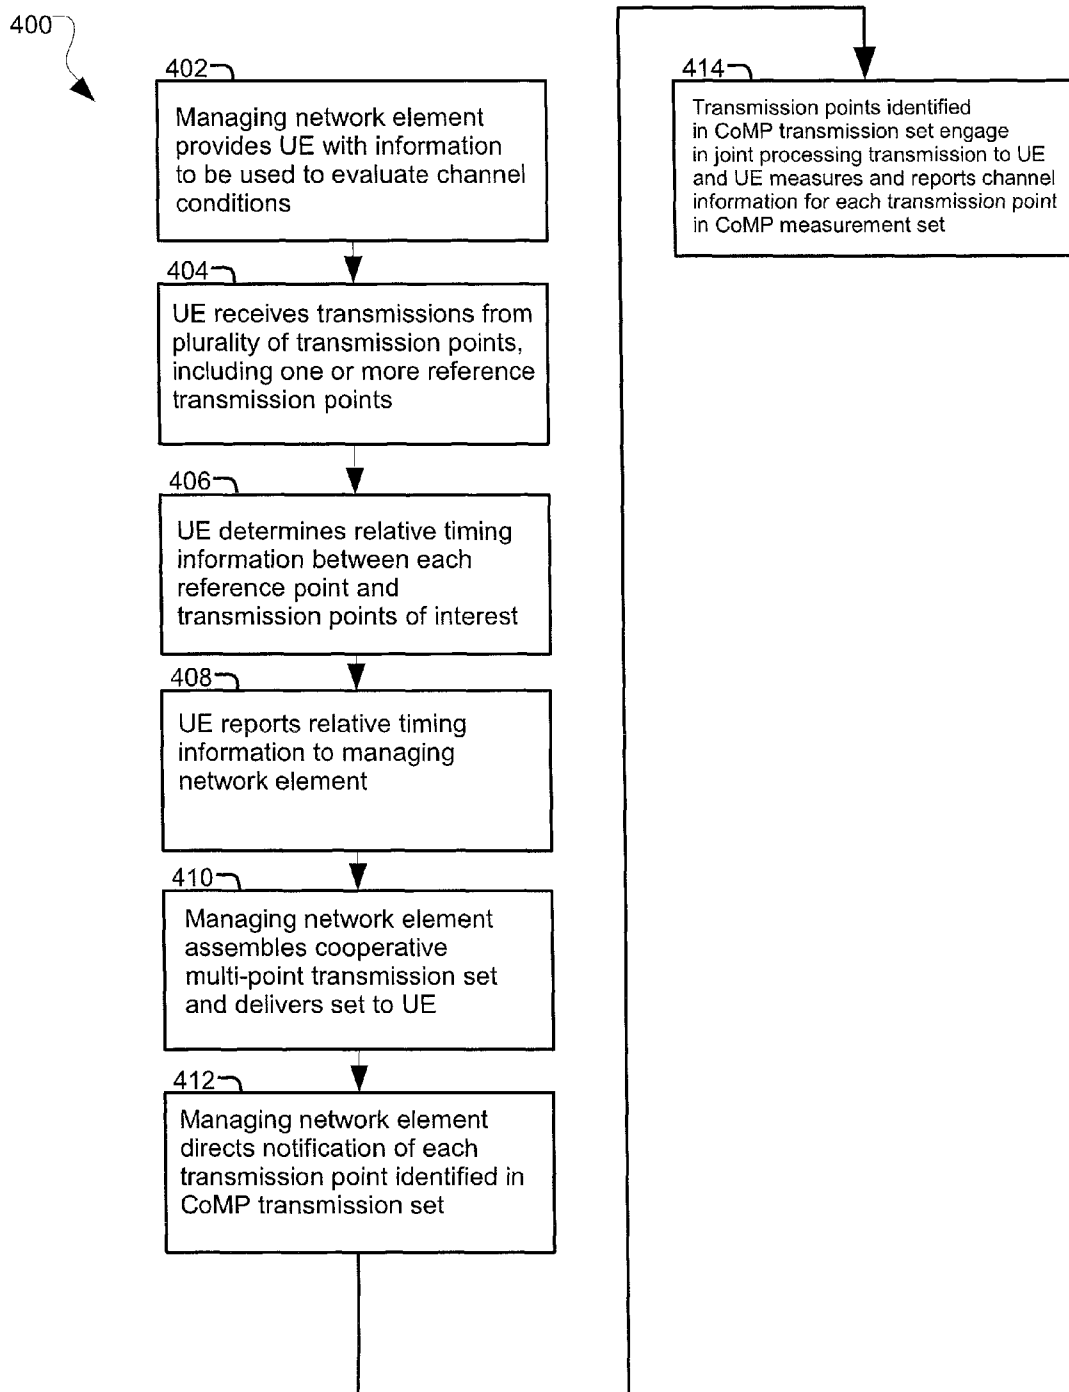 400
402
Managing network element
provides UE with information
to be used to evaluate channel
conditions
404
UE receives transmissions from
plurality of transmission points,
including one or more reference
transmission points
406
UE determines relative timing
information between each
reference point and
transmission points of interest
408
UE reports relative timing
information to managing
network element
410
Managing network element
assembles cooperative
multi-point transmission set
and delivers set to UE
412
Managing network element
directs notification of each
transmission point identified in
CoMP transmission set
414
Transmission points identified
in CoMP transmission set engage
in joint processing transmission to UE
and UE measures and reports channel
information for each transmission point
in CoMP measurement set